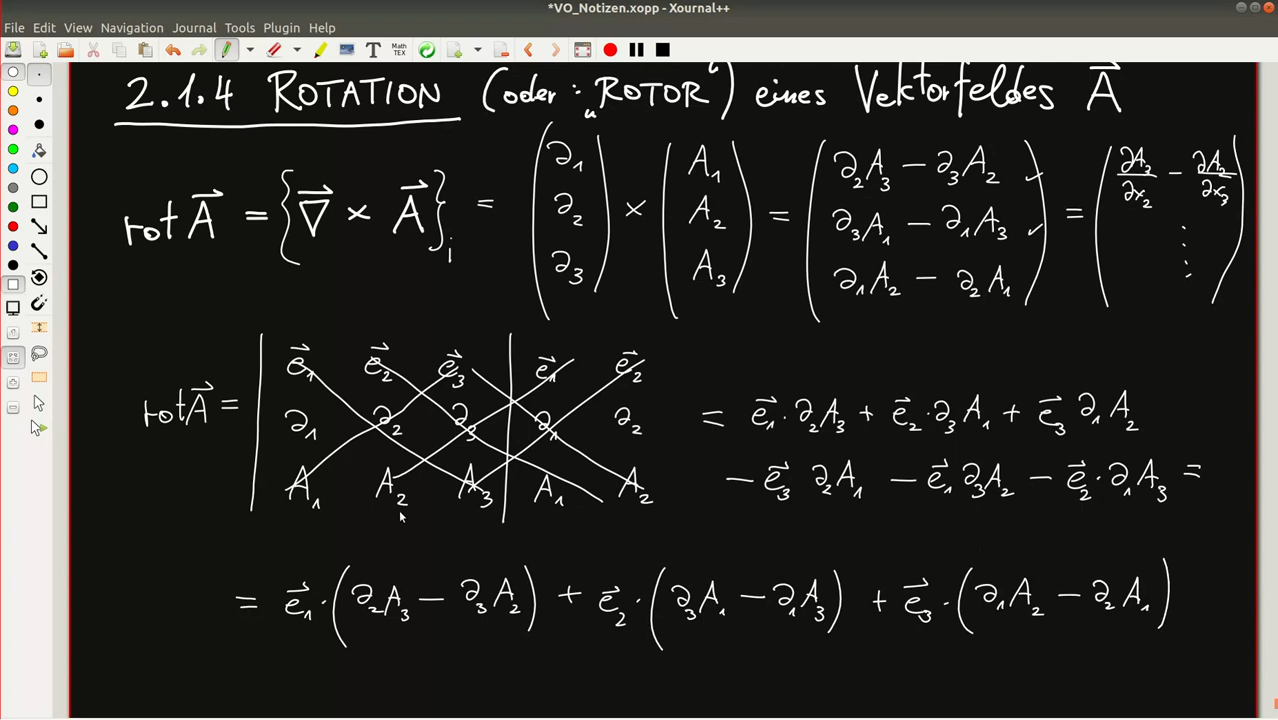 *VO_Notizen.xopp - Xournal++
File Edit View Navigation Journal Tools Plugin Help
2.1.4 ROTATION (oder: „ROTOR“) eines Vektorfeldes A⃗
rot A⃗ = {∇⃗ × A⃗}ᵢ = (∂₁ ∂₂ ∂₃) × (A₁ A₂ A₃) = (∂₂A₃ − ∂₃A₂ ✓ ∂₃A₁ − ∂₁A₃ ✓ ∂₁A₂ − ∂₂A₁) = (∂A₃/∂x₂ − ∂A₂/∂x₃ ⋮ ⋮)
e⃗₁ e⃗₂ e⃗₃ | e⃗₁ e⃗₂
rot A⃗ = | ∂₁ ∂₂ ∂₃ | ∂₁ ∂₂ = e⃗₁·∂₂A₃ + e⃗₂·∂₃A₁ + e⃗₃ ∂₁A₂
A₁ A₂ A₃ | A₁ A₂ − e⃗₃ ∂₂A₁ − e⃗₁ ∂₃A₂ − e⃗₂·∂₁A₃ =
= e⃗₁·(∂₂A₃ − ∂₃A₂) + e⃗₂·(∂₃A₁ − ∂₁A₃) + e⃗₃·(∂₁A₂ − ∂₂A₁)